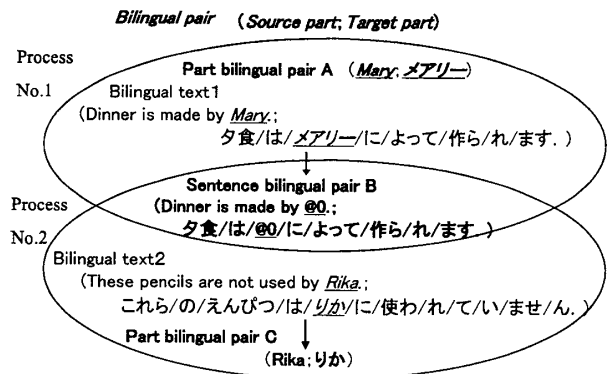 Bilingual pair (Source part; Target part)
Process
No.1
Part bilingual pair A (Mary; メアリー)
Bilingual text1
(Dinner is made by Mary.;
夕食/は/メアリー/に/よって/作ら/れ/ます. )
Sentence bilingual pair B
(Dinner is made by @0.;
夕食/は/@0/に/よって/作ら/れ/ます. )
Process
No.2
Bilingual text2
(These pencils are not used by Rika.;
これら/の/えんぴつ/は/りか/に/使わ/れ/て/い/ませ/ん. )
Part bilingual pair C
(Rika; りか)